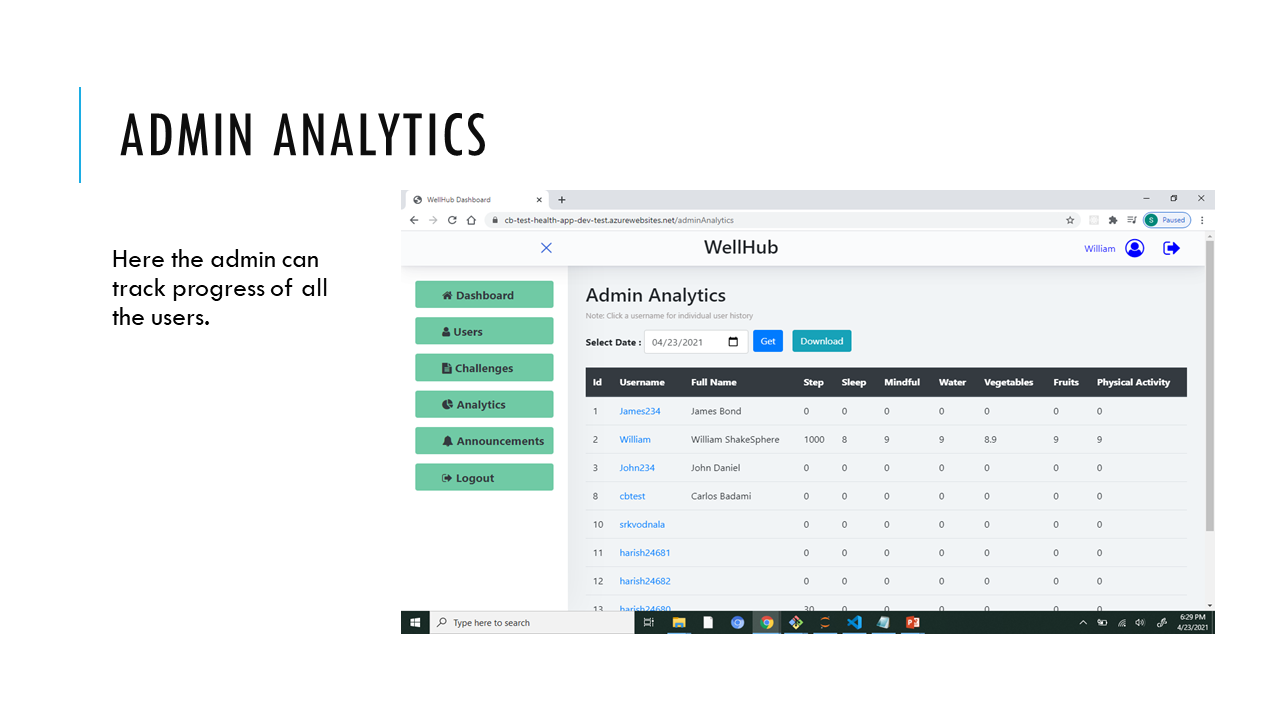 ADMIN ANALYTICS
Here the admin can
track progress of all
the users.
WellHub Dashboard
cb-test-health-app-dev-test.azurewebsites.net/adminAnalytics
S Paused
WellHub
William
Dashboard
Users
Challenges
Analytics
Announcements
Logout
Admin Analytics
Note: Click a username for individual user history
Select Date : 04/23/2021 Get Download
Id Username Full Name Step Sleep Mindful Water Vegetables Fruits Physical Activity
1 James234 James Bond 0 0 0 0 0 0 0
2 William William ShakeSphere 1000 8 9 9 8.9 9 9
3 John234 John Daniel 0 0 0 0 0 0 0
8 cbtest Carlos Badami 0 0 0 0 0 0 0
10 srkvodnala 0 0 0 0 0 0 0
11 harish24681 0 0 0 0 0 0 0
12 harish24682 0 0 0 0 0 0 0
13 harish24680 30 0 0 0 0 0 0
Type here to search
6:29 PM
4/23/2021